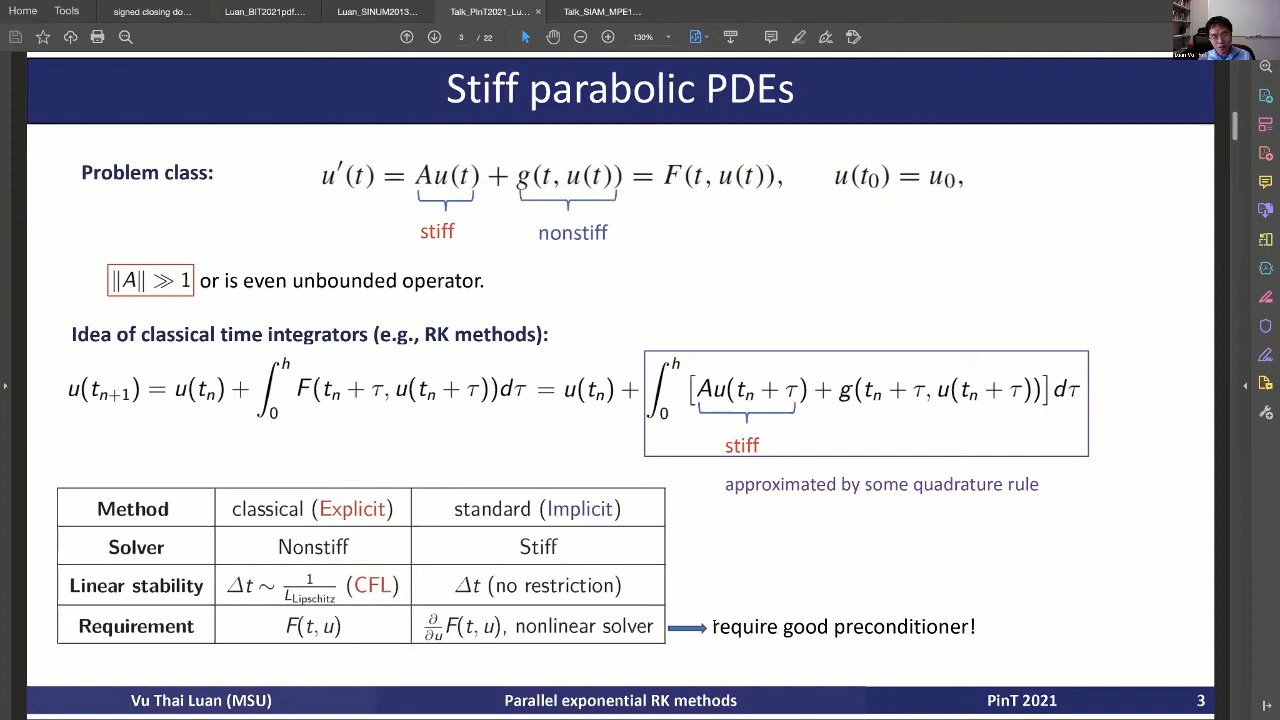 Home Tools signed closing do... Luan_BIT2021pdf.... Luan_SINUM2013... Talk_PinT2021_Lu... × Talk_SIAM_MPE1...
3 / 22 130%
Stiff parabolic PDEs
Problem class: u′(t) = Au(t) + g(t, u(t)) = F(t, u(t)), u(t₀) = u₀,
stiff nonstiff
‖A‖ ≫ 1 or is even unbounded operator.
Idea of classical time integrators (e.g., RK methods):
u(tₙ₊₁) = u(tₙ) + ∫₀ʰ F(tₙ + τ, u(tₙ + τ))dτ = u(tₙ) + ∫₀ʰ [Au(tₙ + τ) + g(tₙ + τ, u(tₙ + τ))]dτ
stiff
approximated by some quadrature rule
Method classical (Explicit) standard (Implicit)
Solver Nonstiff Stiff
Linear stability Δt ∼ 1/L_Lipschitz (CFL) Δt (no restriction)
Requirement F(t, u) ∂/∂u F(t, u), nonlinear solver require good preconditioner!
Vu Thai Luan (MSU) Parallel exponential RK methods PinT 2021 3